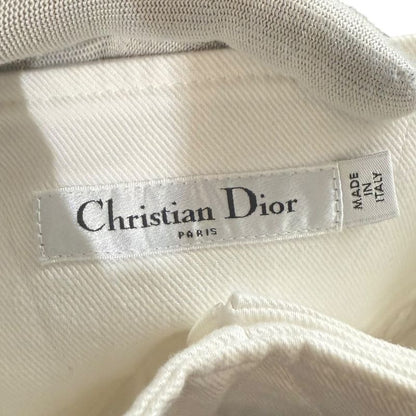 Christian Dior
PARIS
MADE
IN
ITALY